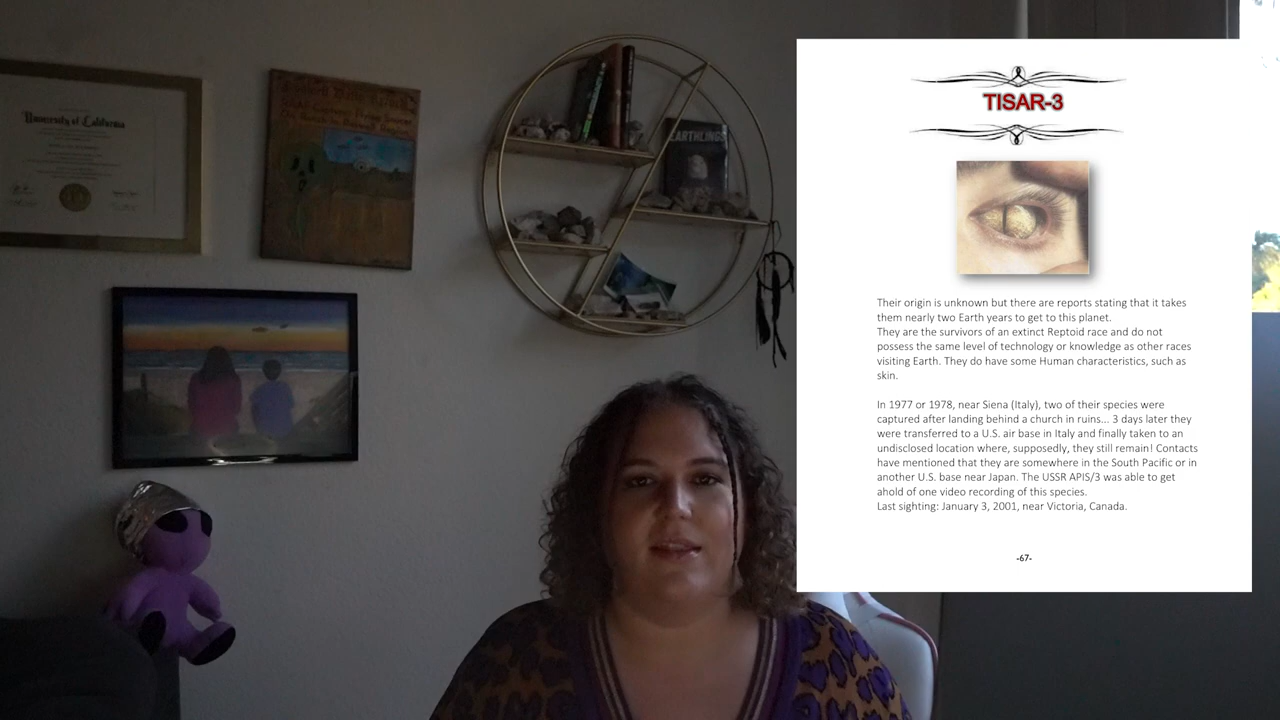 University of California
EARTHLINGS
TISAR-3
Their origin is unknown but there are reports stating that it takes
them nearly two Earth years to get to this planet.
They are the survivors of an extinct Reptoid race and do not
possess the same level of technology or knowledge as other races
visiting Earth. They do have some Human characteristics, such as
skin.
In 1977 or 1978, near Siena (Italy), two of their species were
captured after landing behind a church in ruins... 3 days later they
were transferred to a U.S. air base in Italy and finally taken to an
undisclosed location where, supposedly, they still remain! Contacts
have mentioned that they are somewhere in the South Pacific or in
another U.S. base near Japan. The USSR APIS/3 was able to get
ahold of one video recording of this species.
Last sighting: January 3, 2001, near Victoria, Canada.
-67-